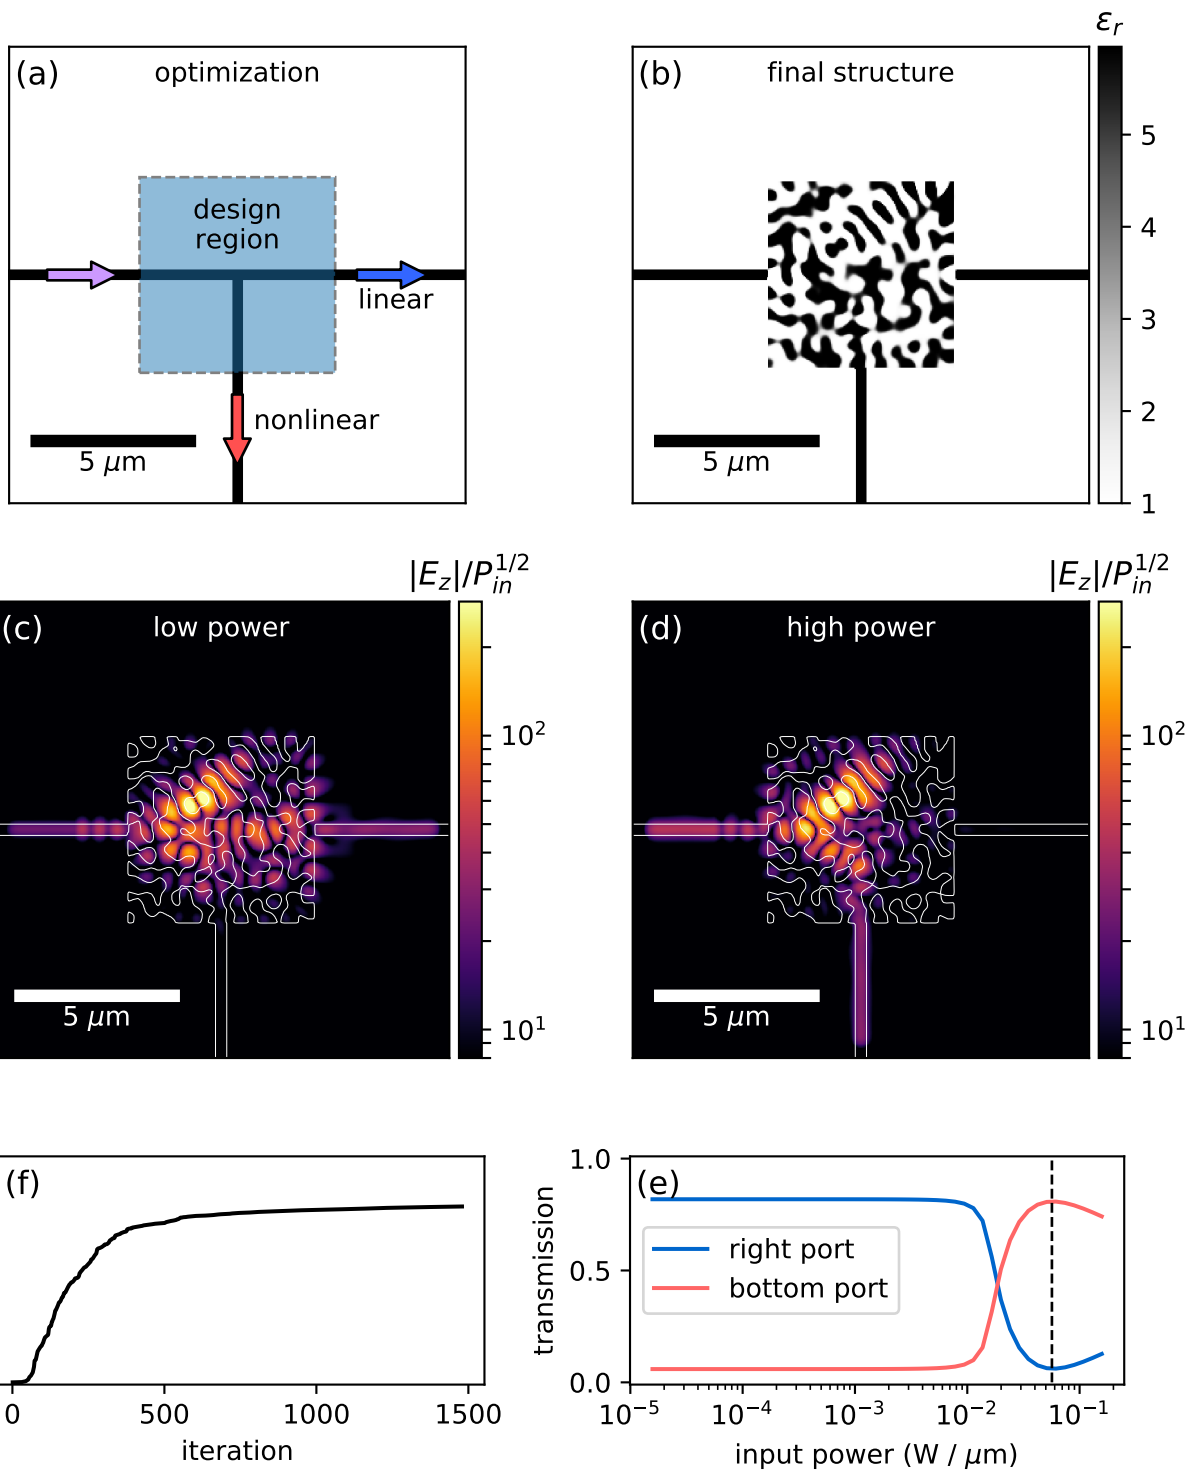 (a)
optimization
design
region
linear
nonlinear
5 μm
(b)
final structure
ε_r
5
4
3
2
1
5 μm
(c)
low power
|E_z|/P_in^1/2
10^2
10^1
5 μm
(d)
high power
|E_z|/P_in^1/2
10^2
10^1
5 μm
(f)
0
500
1000
1500
iteration
(e)
1.0
0.5
0.0
transmission
right port
bottom port
10^−5
10^−4
10^−3
10^−2
10^−1
input power (W / μm)